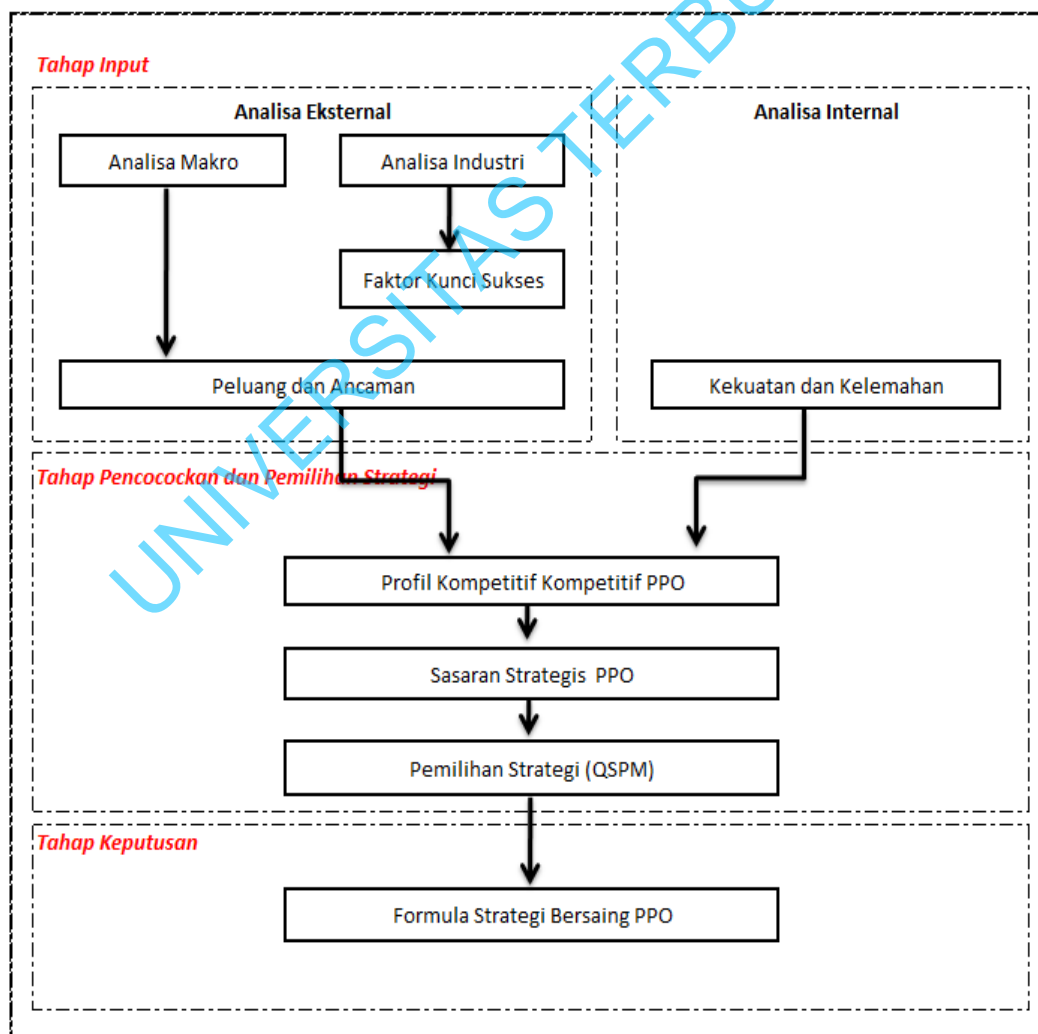 Tahap Input
Analisa Eksternal
Analisa Internal
Analisa Makro
Analisa Industri
Faktor Kunci Sukses
Peluang dan Ancaman
Kekuatan dan Kelemahan
Tahap Pencocockan dan Pemilihan Strategi
Profil Kompetitif Kompetitif PPO
Sasaran Strategis PPO
Pemilihan Strategi (QSPM)
Tahap Keputusan
Formula Strategi Bersaing PPO
UNIVERSITAS